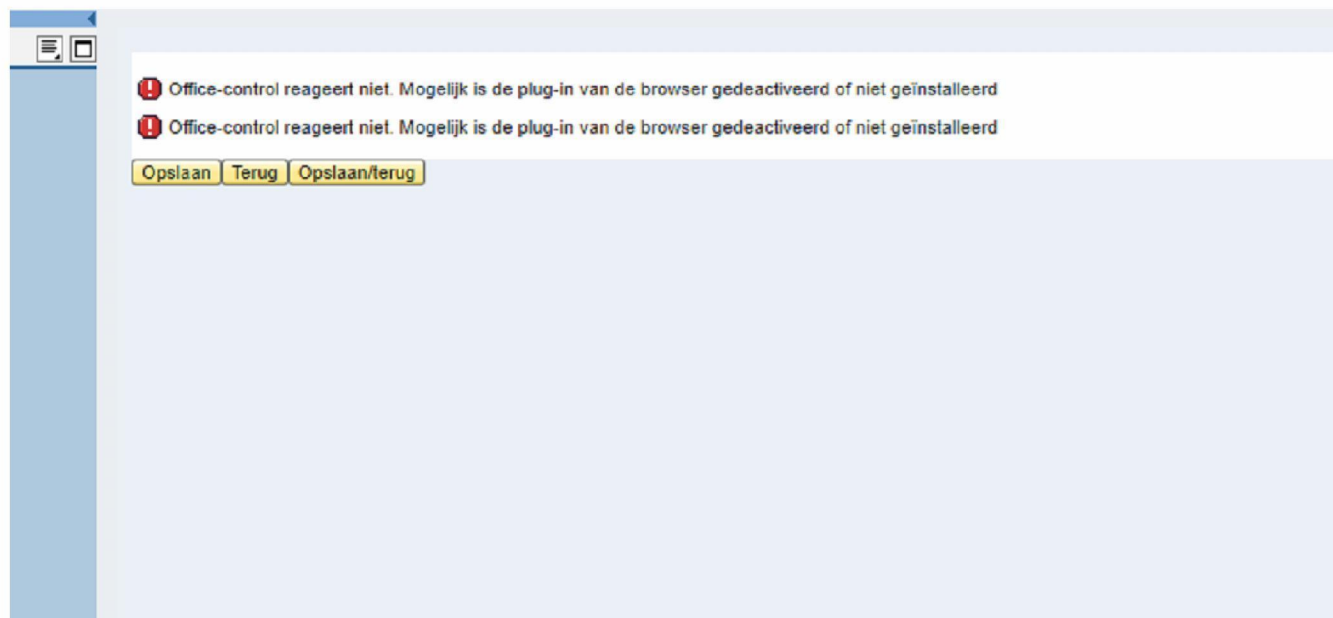 Office-control reageert niet. Mogelijk is de plug-in van de browser gedeactiveerd of niet geïnstalleerd
Office-control reageert niet. Mogelijk is de plug-in van de browser gedeactiveerd of niet geïnstalleerd
Opslaan Terug Opslaan/terug